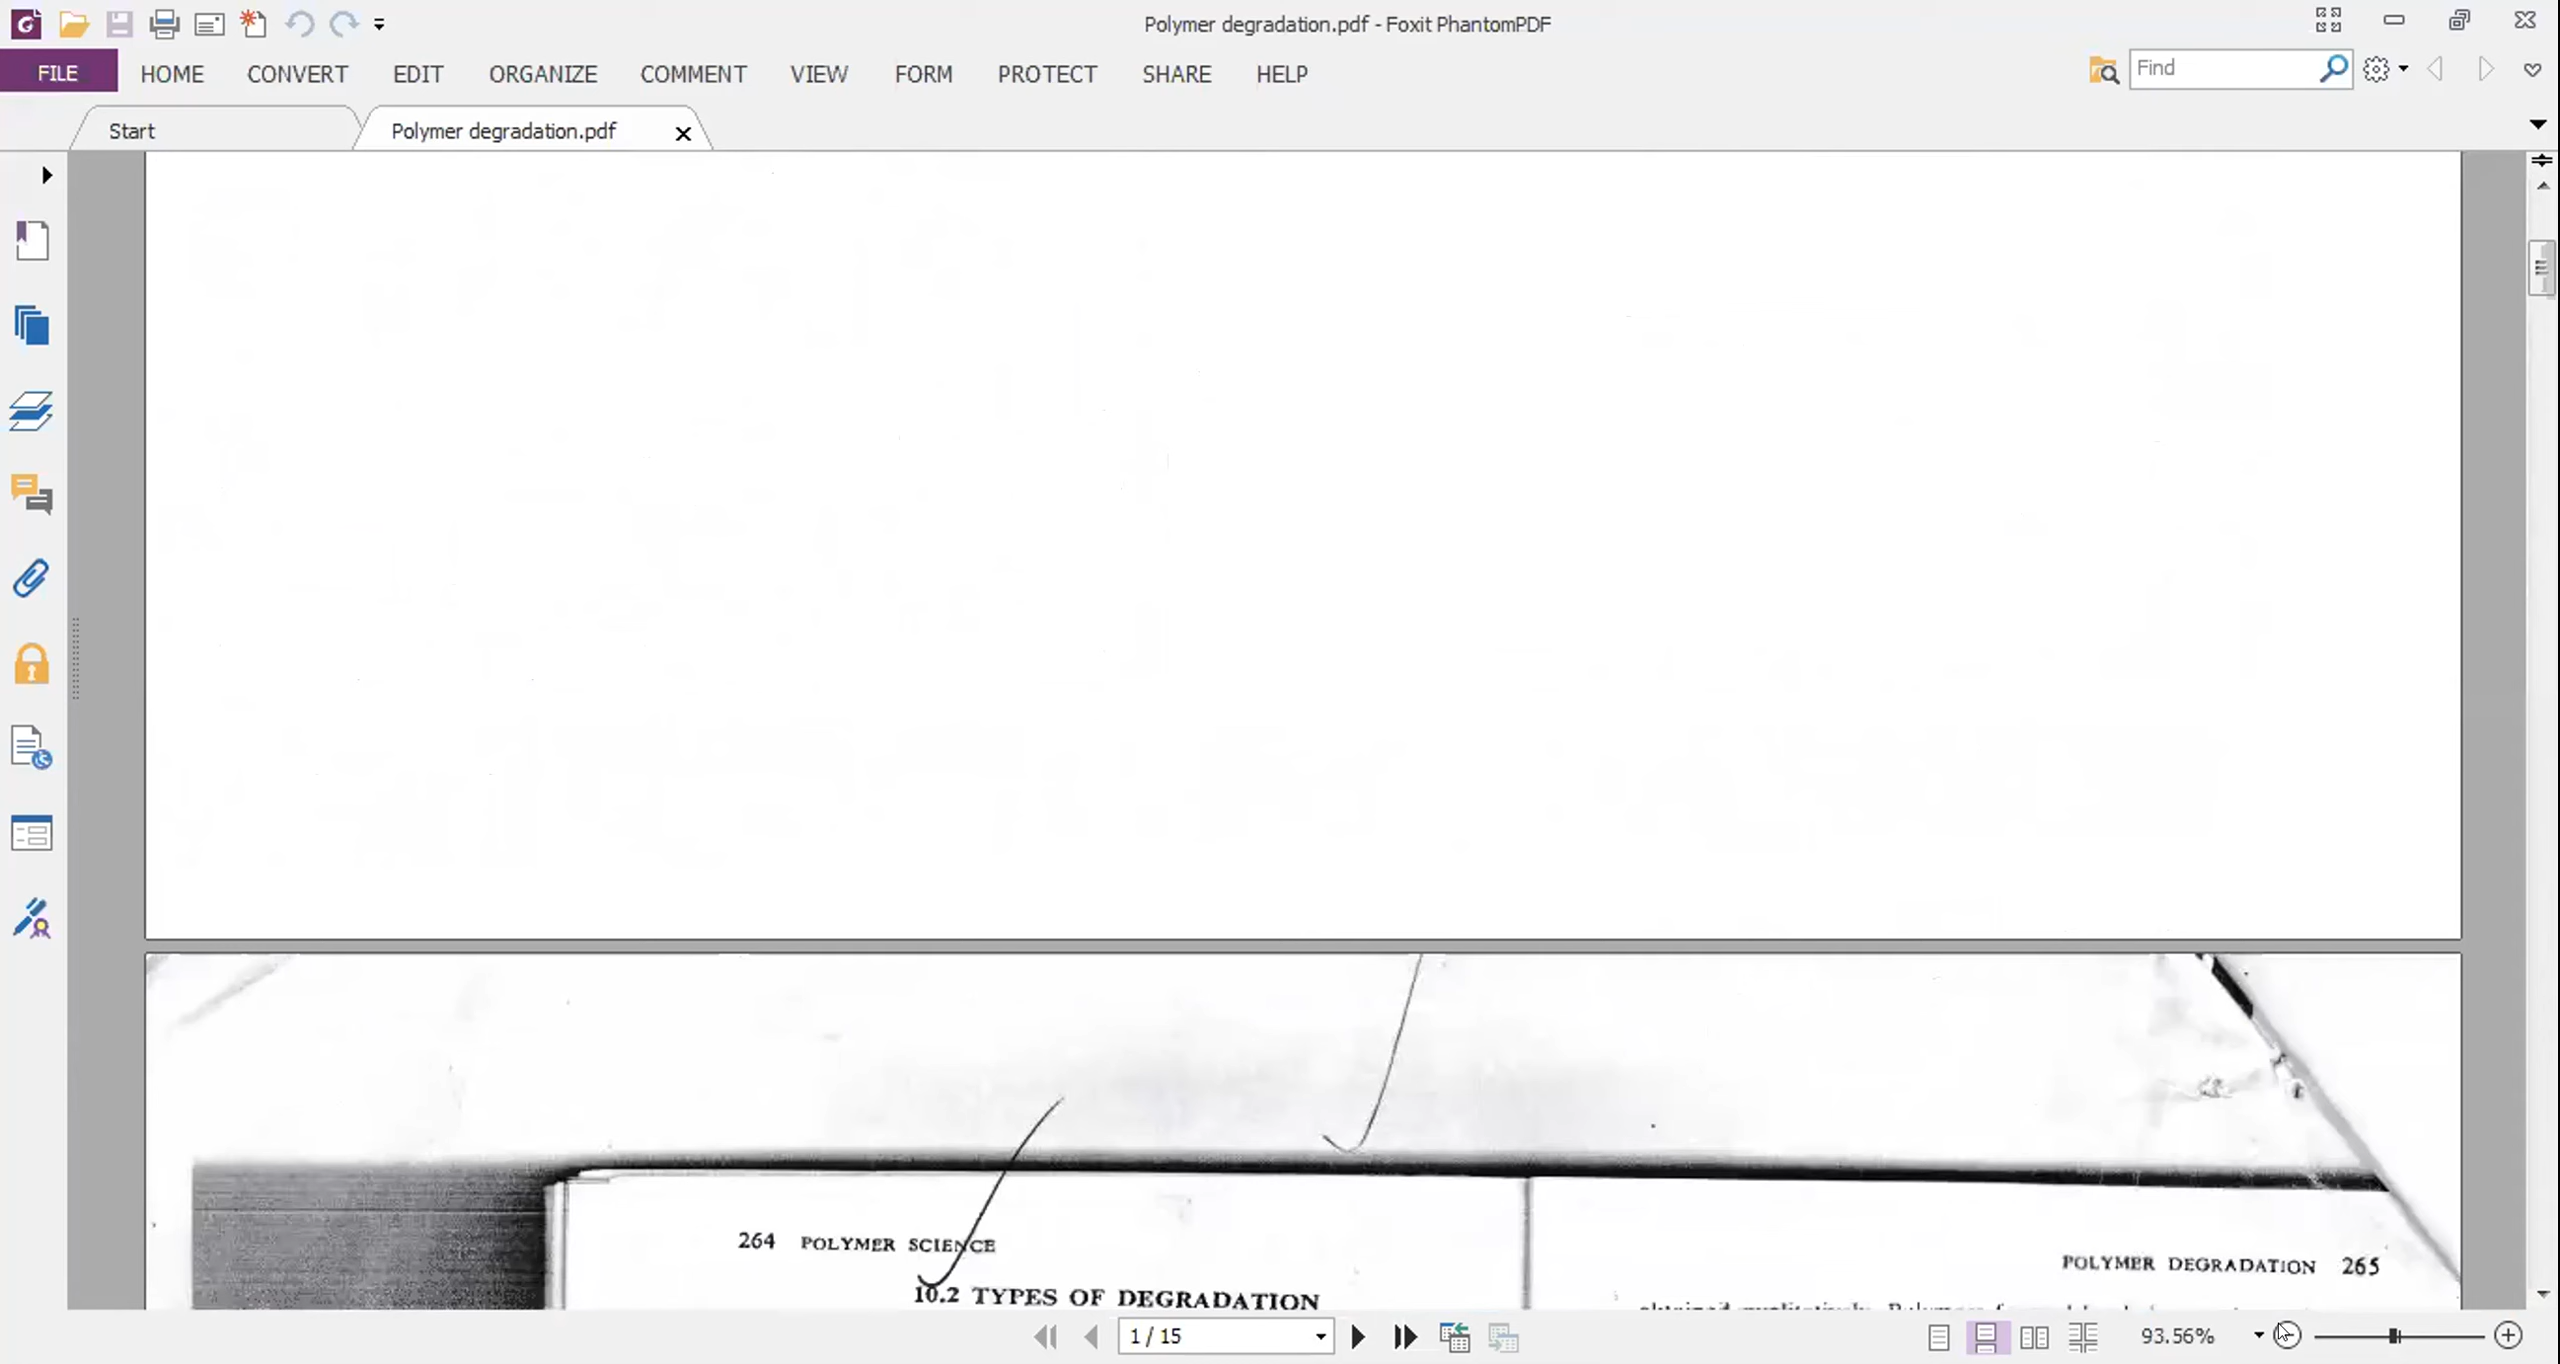 Polymer degradation.pdf - Foxit PhantomPDF
FILE HOME CONVERT EDIT ORGANIZE COMMENT VIEW FORM PROTECT SHARE HELP
Find
Start
Polymer degradation.pdf
264 POLYMER SCIENCE
POLYMER DEGRADATION 265
10.2 TYPES OF DEGRADATION
1 / 15
93.56%